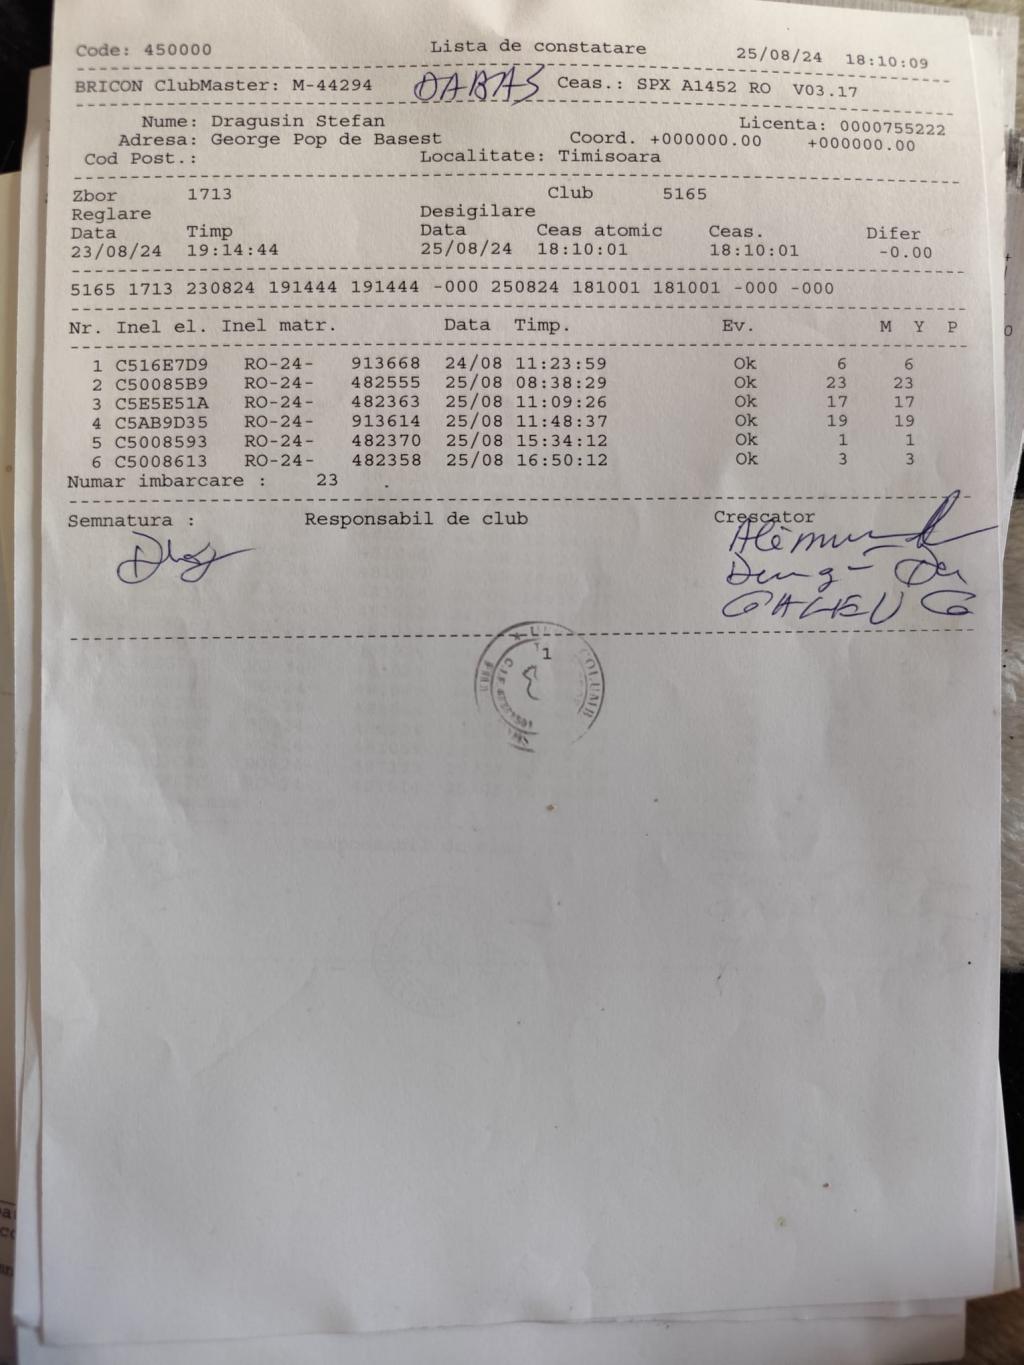 Code: 450000 Lista de constatare 25/08/24 18:10:09
BRICON ClubMaster: M-44294 DABAS Ceas.: SPX A1452 RO V03.17
Nume: Dragusin Stefan Licenta: 0000755222
Adresa: George Pop de Basest Coord. +000000.00 +000000.00
Cod Post.: Localitate: Timisoara
Zbor 1713 Club 5165
Reglare Desigilare
Data Timp Data Ceas atomic Ceas. Difer
23/08/24 19:14:44 25/08/24 18:10:01 18:10:01 -0.00
5165 1713 230824 191444 191444 -000 250824 181001 181001 -000 -000
Nr. Inel el. Inel matr. Data Timp. Ev. M Y P
1 C516E7D9 RO-24- 913668 24/08 11:23:59 Ok 6 6
2 C50085B9 RO-24- 482555 25/08 08:38:29 Ok 23 23
3 C5E5E51A RO-24- 482363 25/08 11:09:26 Ok 17 17
4 C5AB9D35 RO-24- 913614 25/08 11:48:37 Ok 19 19
5 C5008593 RO-24- 482370 25/08 15:34:12 Ok 1 1
6 C5008613 RO-24- 482358 25/08 16:50:12 Ok 3 3
Numar imbarcare : 23
Semnatura : Responsabil de club Crescator
1